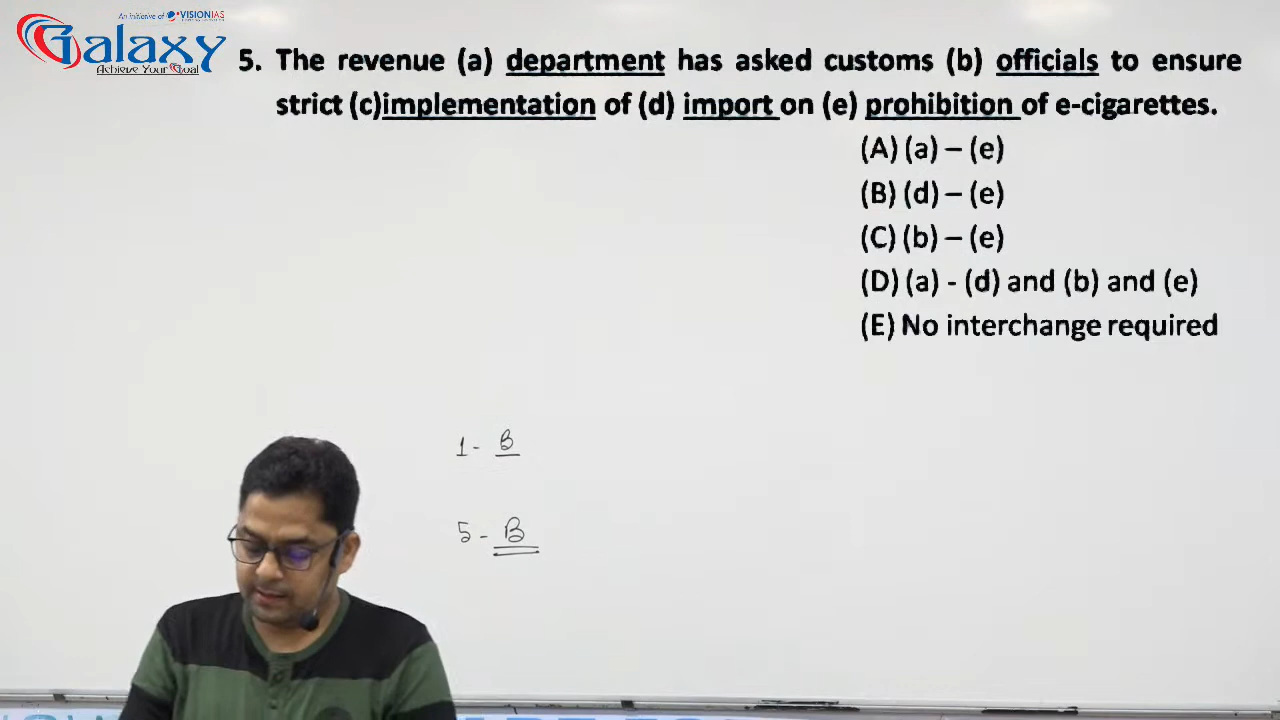 An initiative of VISIONIAS
Galaxy
Achieve Your Goal
5. The revenue (a) department has asked customs (b) officials to ensure
strict (c)implementation of (d) import on (e) prohibition of e-cigarettes.
(A) (a) – (e)
(B) (d) – (e)
(C) (b) – (e)
(D) (a) - (d) and (b) and (e)
(E) No interchange required
1 - B
5 - B